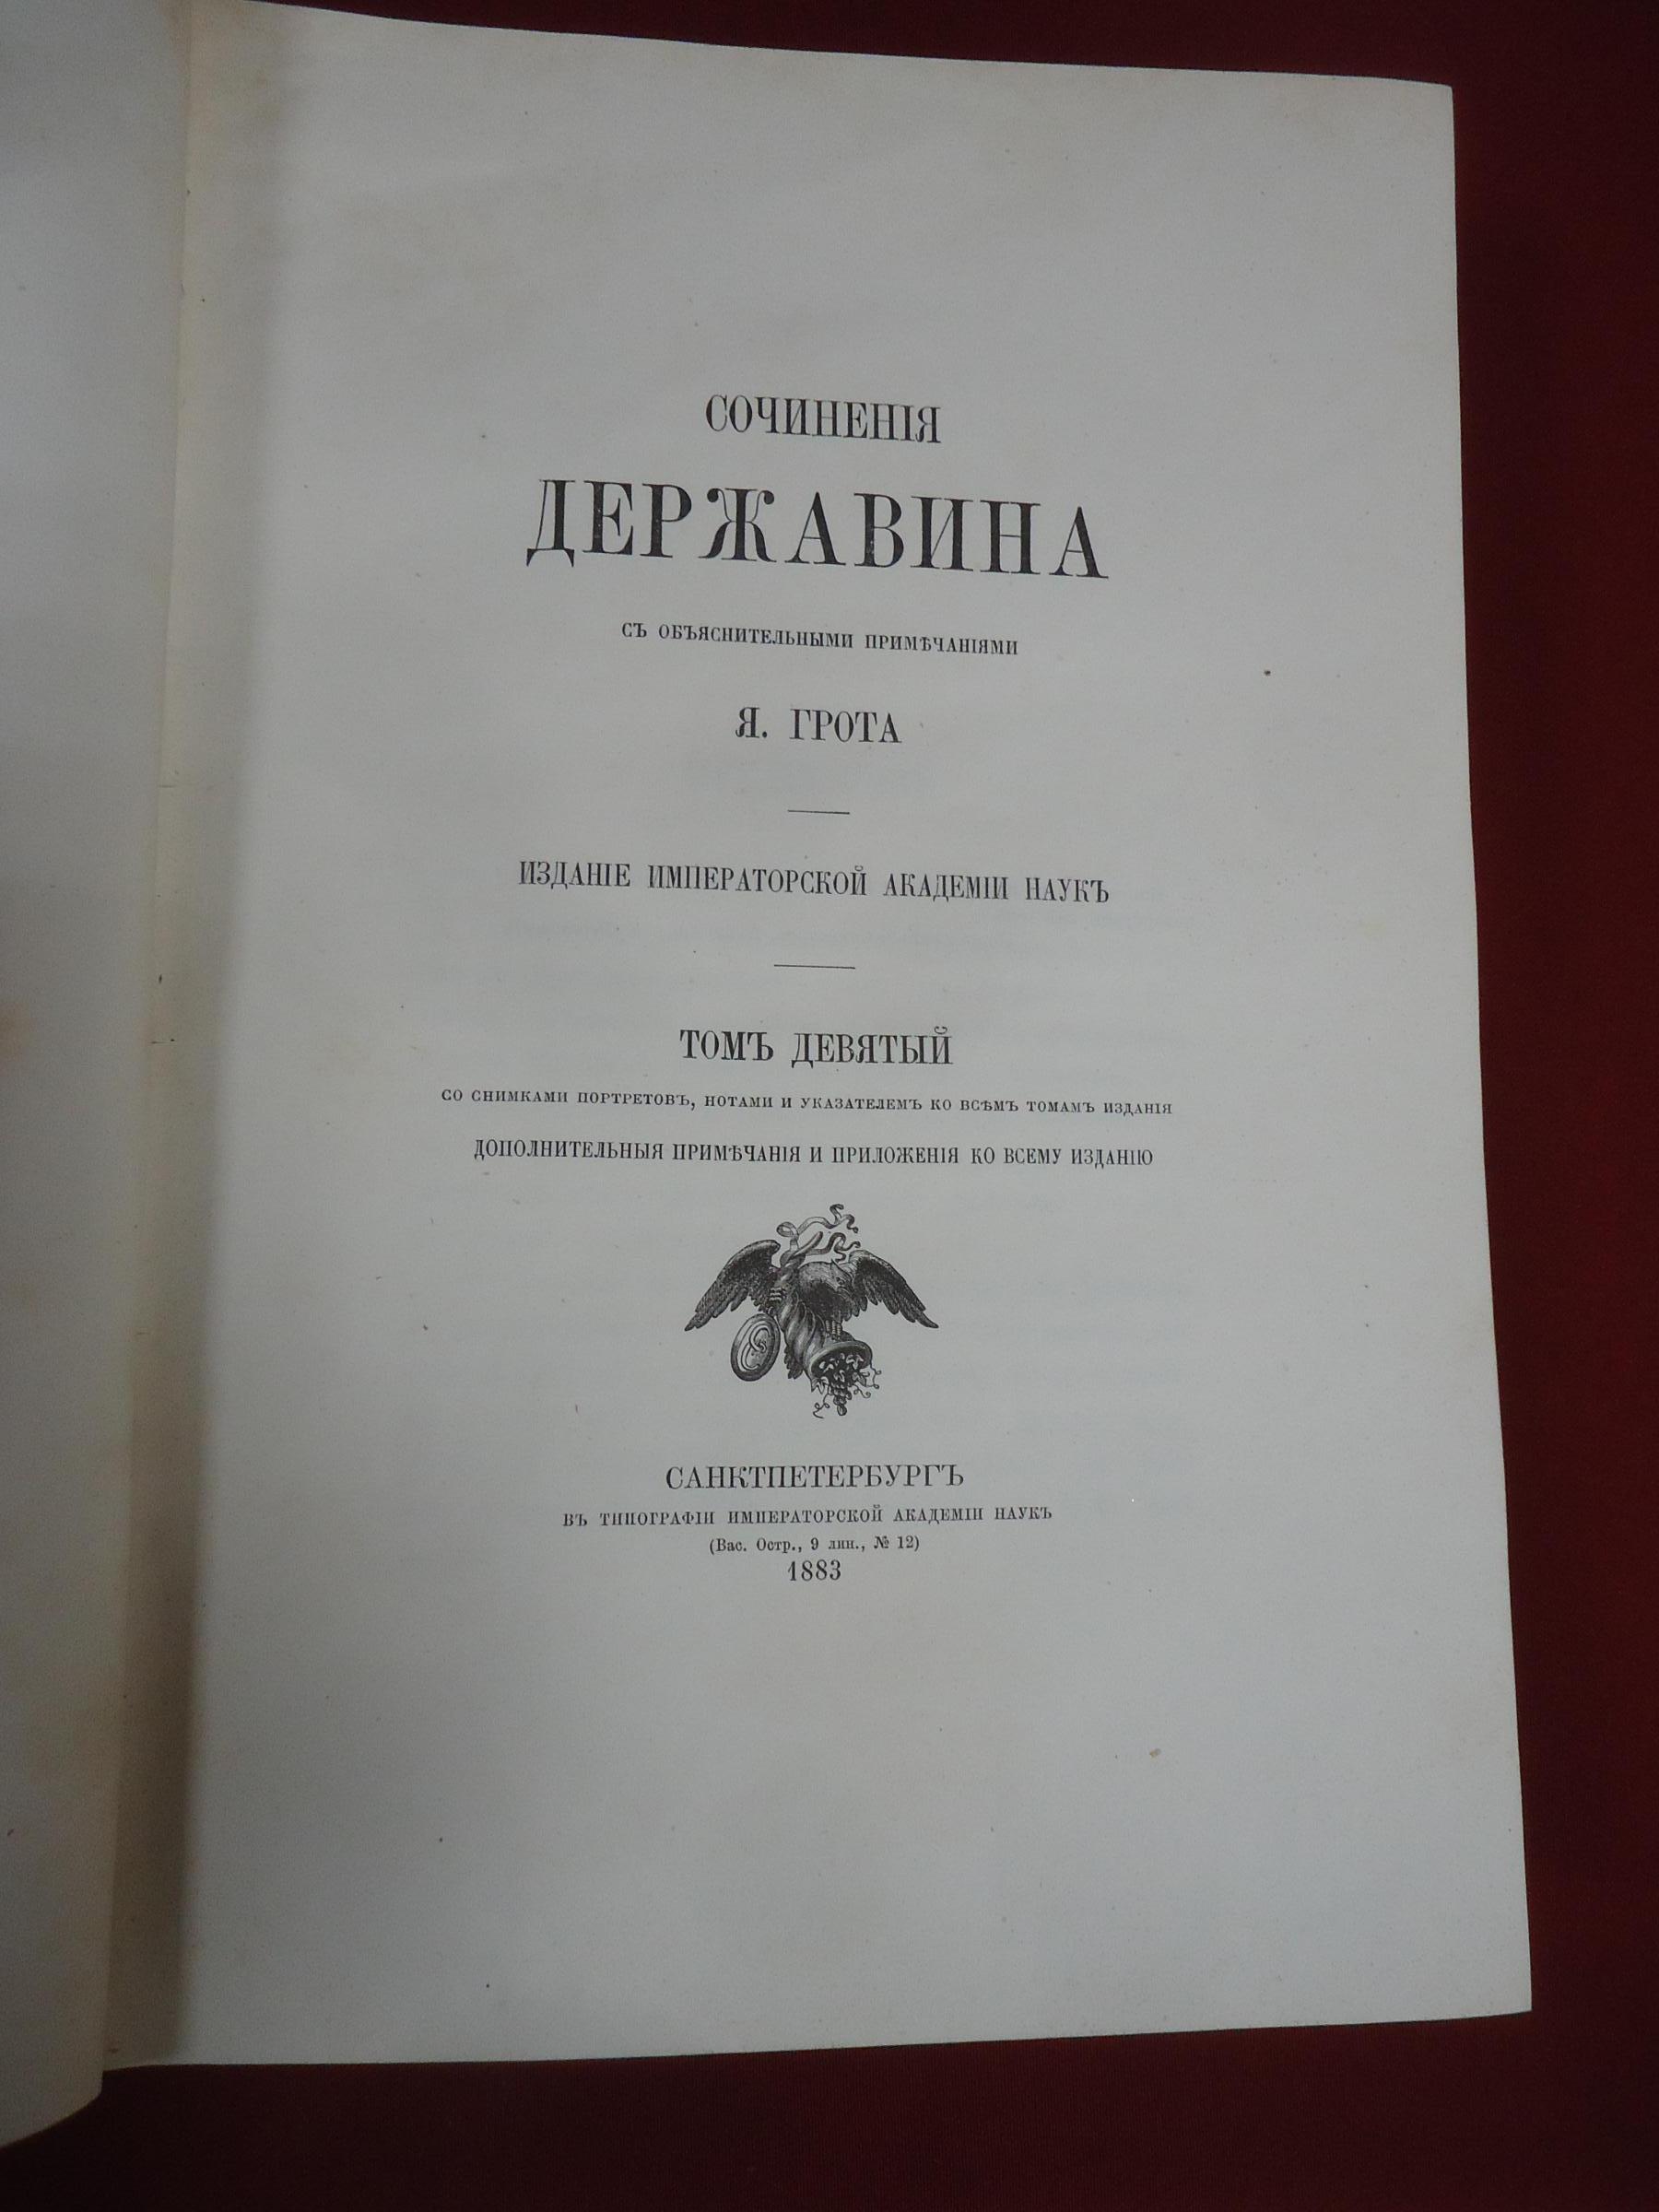 СОЧИНЕНІЯ
ДЕРЖАВИНА
СЪ ОБЪЯСНИТЕЛЬНЫМИ ПРИМѢЧАНІЯМИ
Я. ГРОТА
ИЗДАНІЕ ИМПЕРАТОРСКОЙ АКАДЕМІИ НАУКЪ
ТОМЪ ДЕВЯТЫЙ
СО СНИМКАМИ ПОРТРЕТОВЪ, НОТАМИ И УКАЗАТЕЛЕМЪ КО ВСѢМЪ ТОМАМЪ ИЗДАНІЯ
ДОПОЛНИТЕЛЬНЫЯ ПРИМѢЧАНІЯ И ПРИЛОЖЕНІЯ КО ВСЕМУ ИЗДАНІЮ
САНКТПЕТЕРБУРГЪ
ВЪ ТИПОГРАФІИ ИМПЕРАТОРСКОЙ АКАДЕМІИ НАУКЪ
(Вас. Остр., 9 лин., № 12)
1883